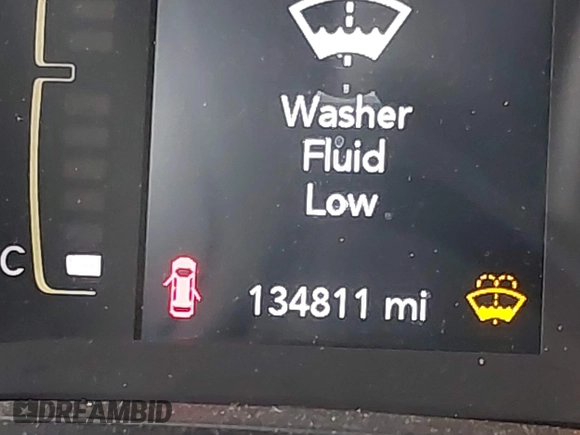 Washer
Fluid
Low
C
134811 mi
DREAMBID